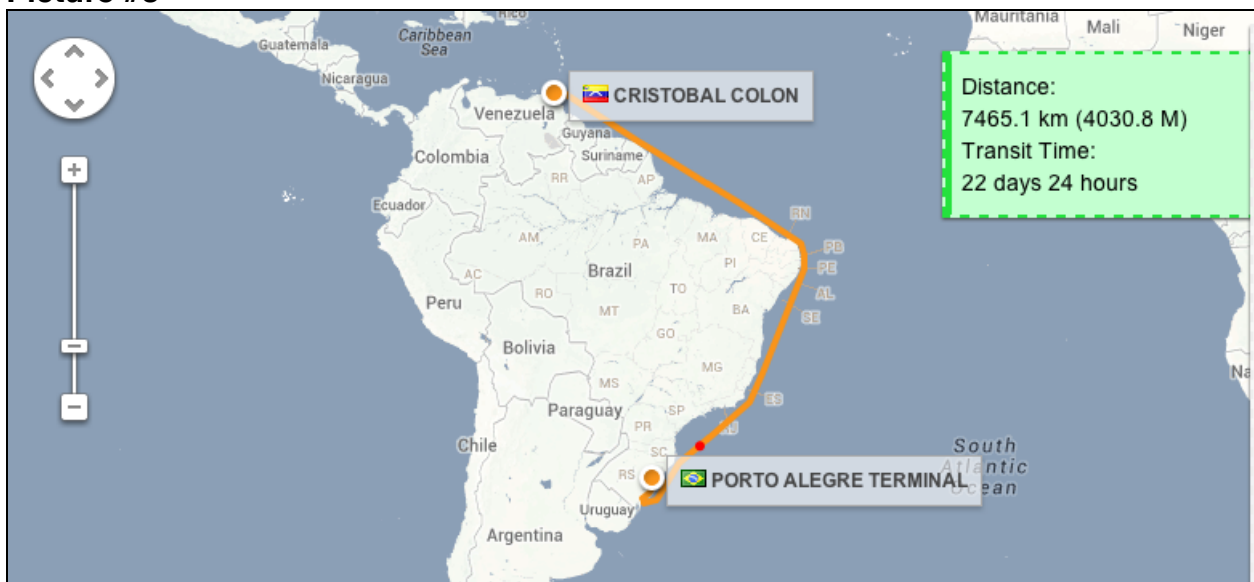 Mauritania
Mali
Niger
Rico
Caribbean
Sea
Guatemala
Nicaragua
CRISTOBAL COLON
Distance:
7465.1 km (4030.8 M)
Transit Time:
22 days 24 hours
Venezuela
Guyana
Suriname
Colombia
RR
AP
Ecuador
RN
AM
PA
MA
CE
PB
PI
PE
Brazil
AC
TO
AL
RO
Peru
MT
BA
SE
GO
Bolivia
MG
MS
ES
Paraguay
SP
PR
RJ
Chile
SC
South
Atlantic
Ocean
RS
PORTO ALEGRE TERMINAL
Uruguay
Argentina